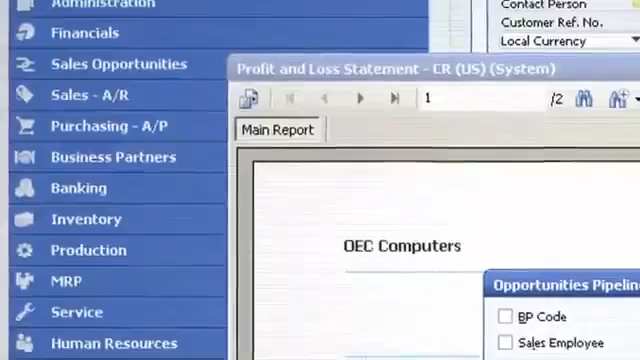 Administration
Financials
Sales Opportunities
Sales - A/R
Purchasing - A/P
Business Partners
Banking
Inventory
Production
MRP
Service
Human Resources
Contact Person
Customer Ref. No.
Local Currency
Profit and Loss Statement - CR (US) (System)
1
/2
Main Report
OEC Computers
Opportunities Pipelin
BP Code
Sales Employee